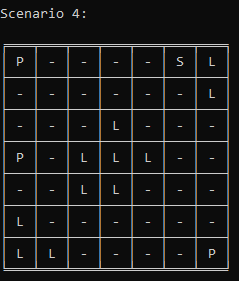 Scenario 4:
P - - - - S L
- - - - - - L
- - - L - - -
P - L L L - -
- - L L - - -
L - - - - - -
L L - - - - P